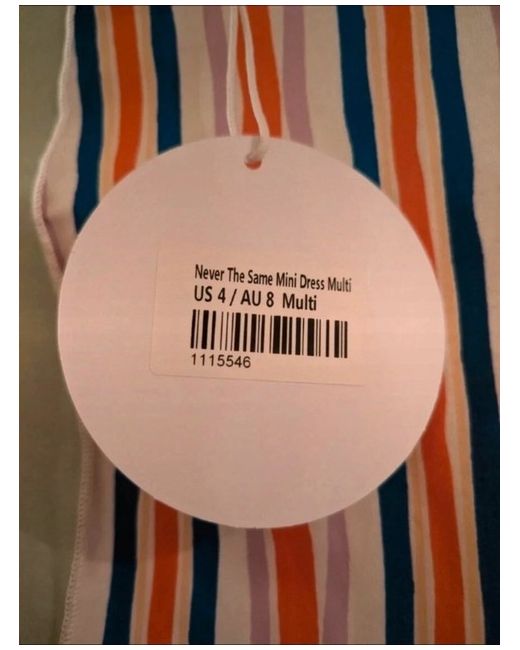 Never The Same Mini Dress Multi
US 4 / AU 8 Multi
1115546